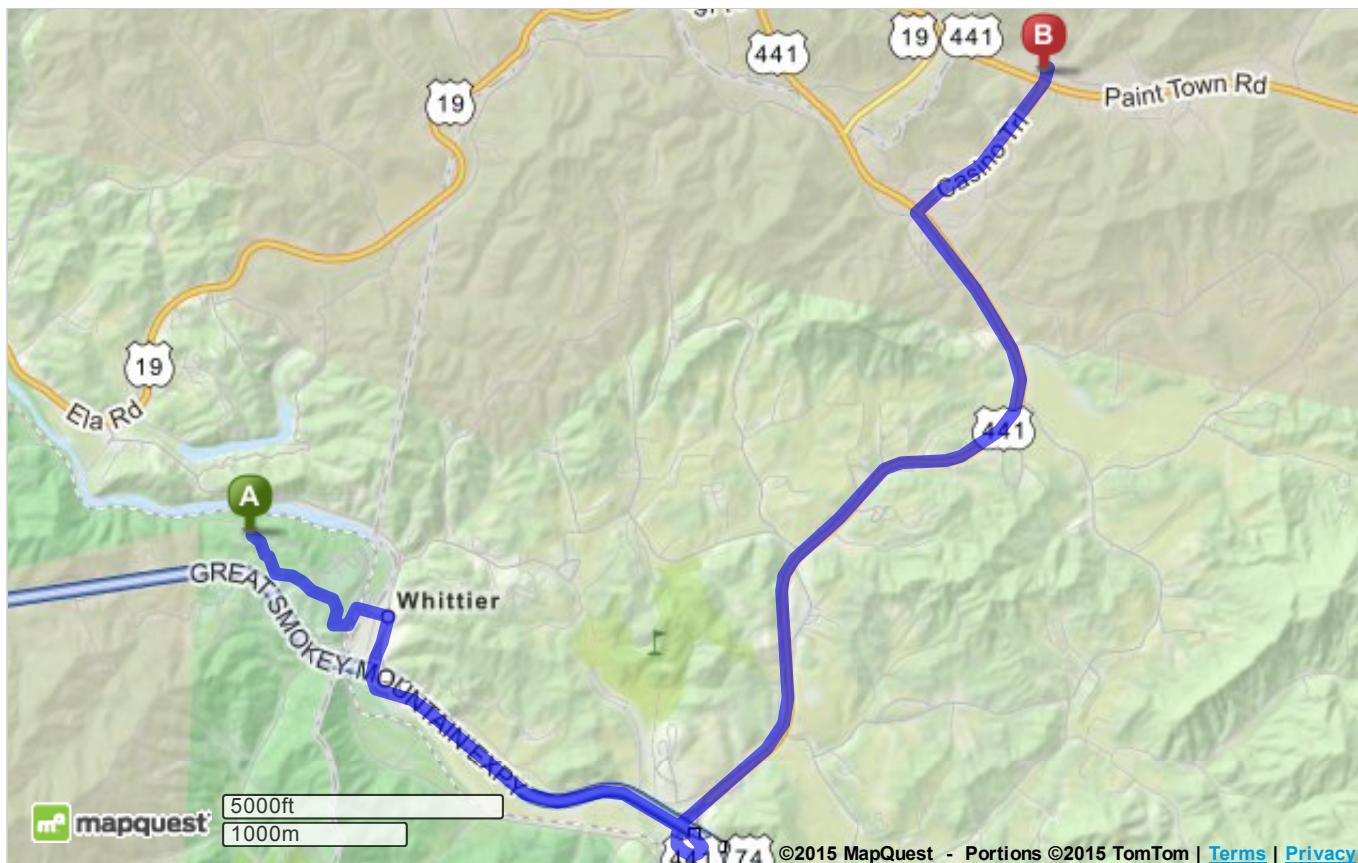 441
19
441
B
19
Paint Town Rd
Casino Trl
19
Ela Rd
441
A
GREAT SMOKEY MOUNTAIN EXPY
Whittier
5000ft
1000m
mapquest
441
74
©2015 MapQuest - Portions ©2015 TomTom | Terms | Privacy